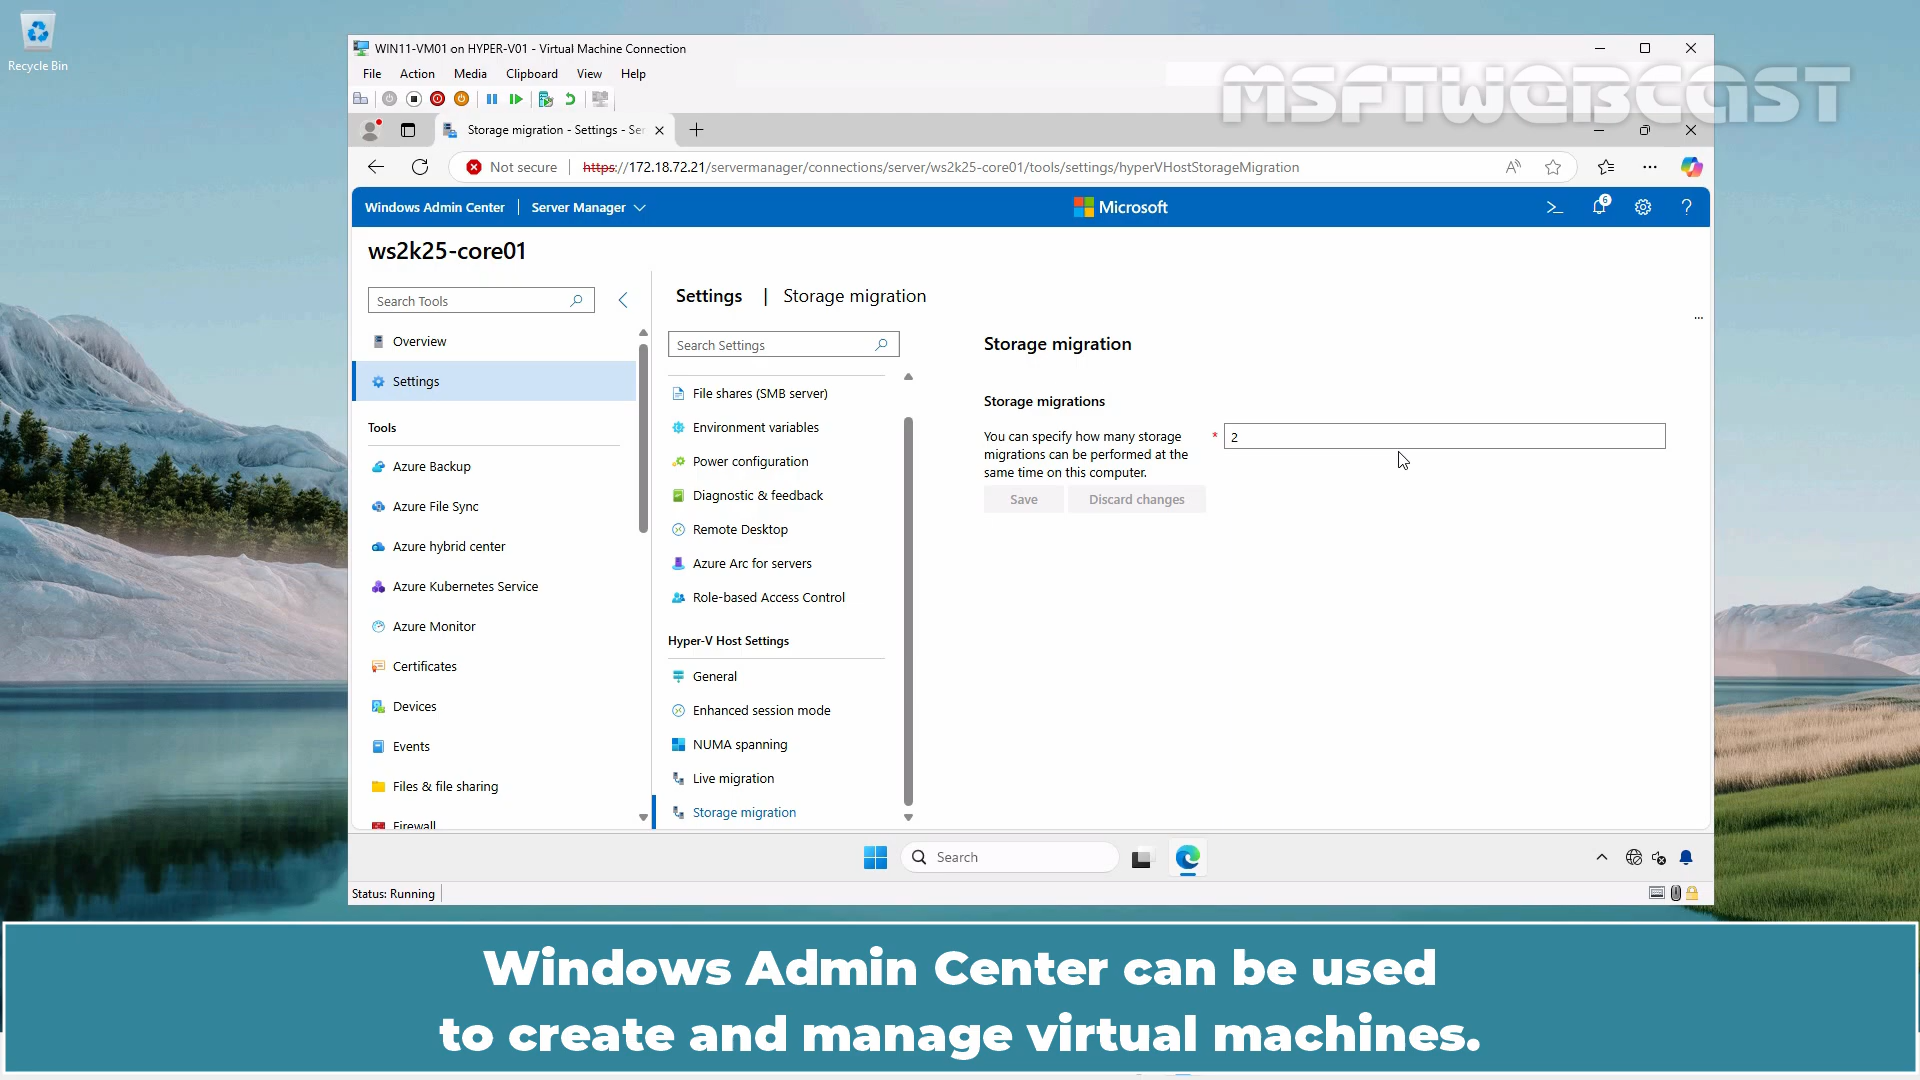 Recycle Bin
WIN11-VM01 on HYPER-V01 - Virtual Machine Connection
File Action Media Clipboard View Help
MSFTWEBCAST
Storage migration - Settings - Ser
Not secure https://172.18.72.21/servermanager/connections/server/ws2k25-core01/tools/settings/hyperVHostStorageMigration
Windows Admin Center Server Manager Microsoft 6
ws2k25-core01
Search Tools
Overview
Settings
Tools
Azure Backup
Azure File Sync
Azure hybrid center
Azure Kubernetes Service
Azure Monitor
Certificates
Devices
Events
Files & file sharing
Firewall
Settings | Storage migration
Search Settings
File shares (SMB server)
Environment variables
Power configuration
Diagnostic & feedback
Remote Desktop
Azure Arc for servers
Role-based Access Control
Hyper-V Host Settings
General
Enhanced session mode
NUMA spanning
Live migration
Storage migration
Storage migration
Storage migrations
You can specify how many storage
migrations can be performed at the
same time on this computer.
* 2
Save Discard changes
Search
Status: Running
Windows Admin Center can be used
to create and manage virtual machines.